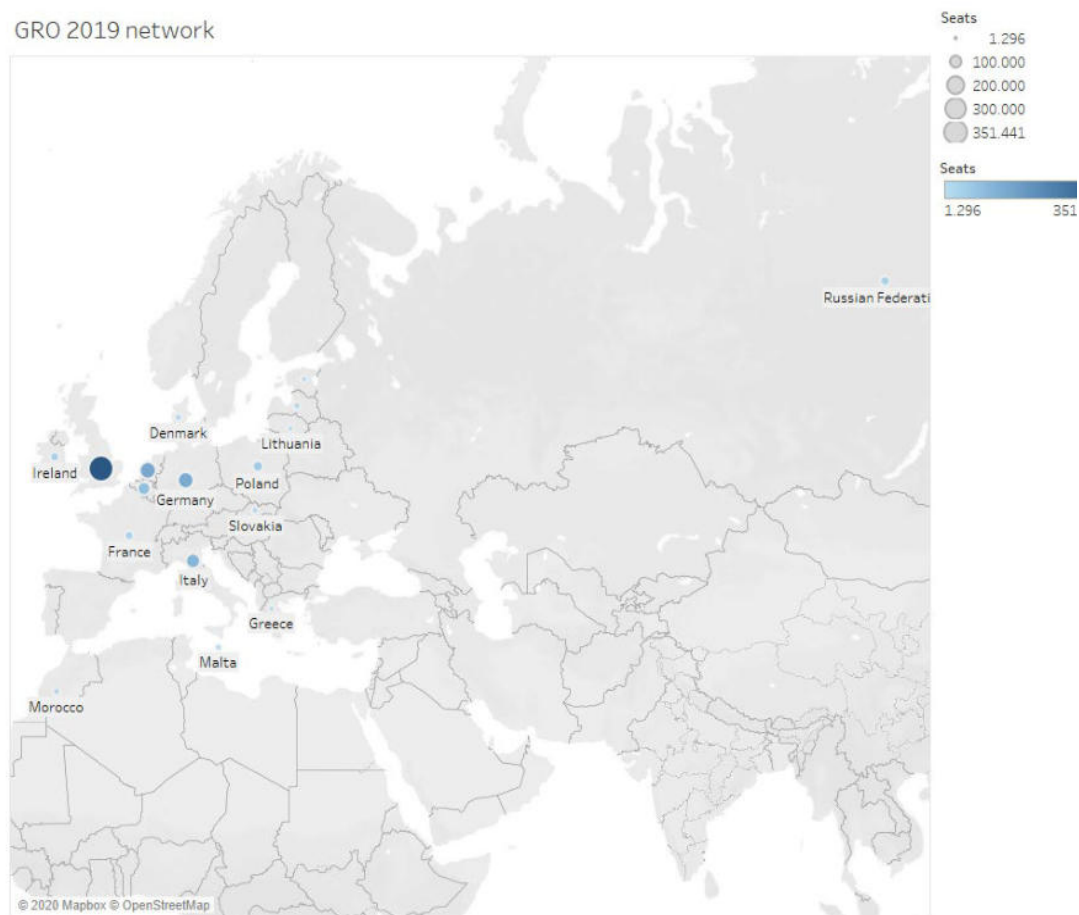 GRO 2019 network
Seats
1.296
100.000
200.000
300.000
351.441
Seats
1.296 351
Russian Federati
Denmark
Lithuania
Ireland
Poland
Germany
Slovakia
France
Italy
Greece
Malta
Morocco
© 2020 Mapbox © OpenStreetMap